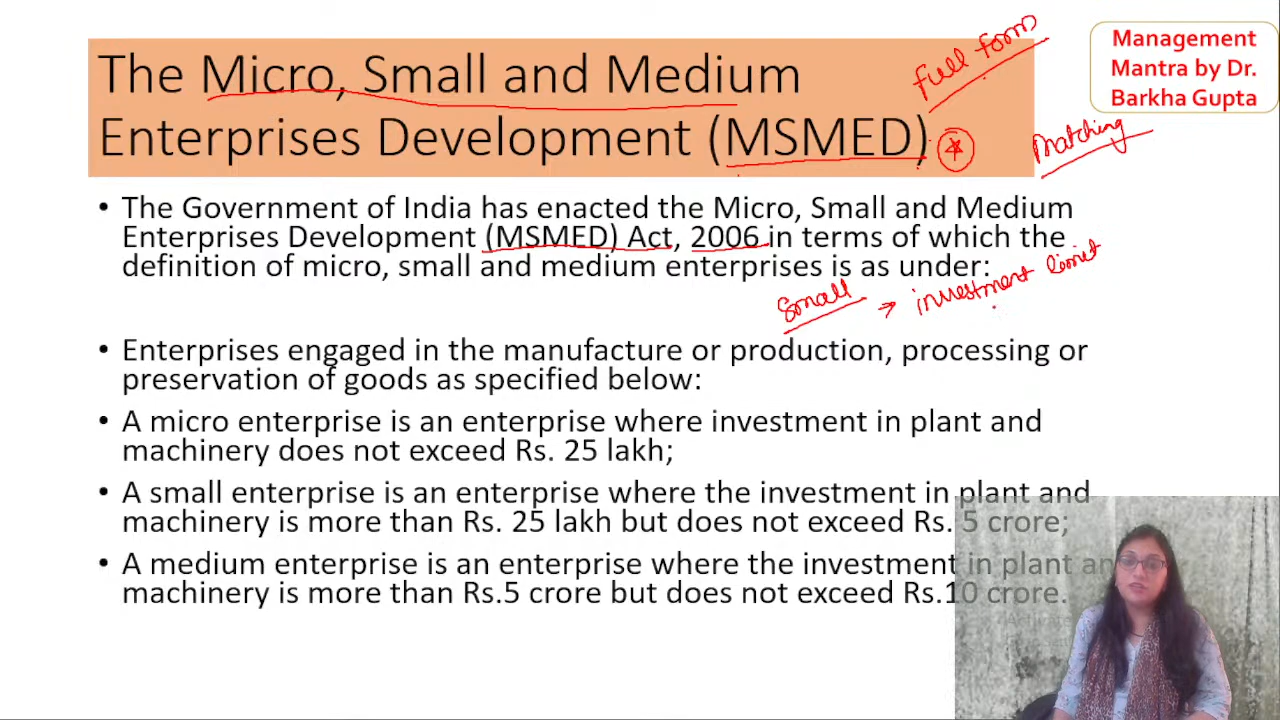 The Micro, Small and Medium
Enterprises Development (MSMED)
Full form
Management
Mantra by Dr.
Barkha Gupta
Matching
• The Government of India has enacted the Micro, Small and Medium
Enterprises Development (MSMED) Act, 2006 in terms of which the
definition of micro, small and medium enterprises is as under:
Small → investment limit
• Enterprises engaged in the manufacture or production, processing or
preservation of goods as specified below:
• A micro enterprise is an enterprise where investment in plant and
machinery does not exceed Rs. 25 lakh;
• A small enterprise is an enterprise where the investment in plant and
machinery is more than Rs. 25 lakh but does not exceed Rs. 5 crore;
• A medium enterprise is an enterprise where the investment in plant an
machinery is more than Rs.5 crore but does not exceed Rs.10 crore.
Activate